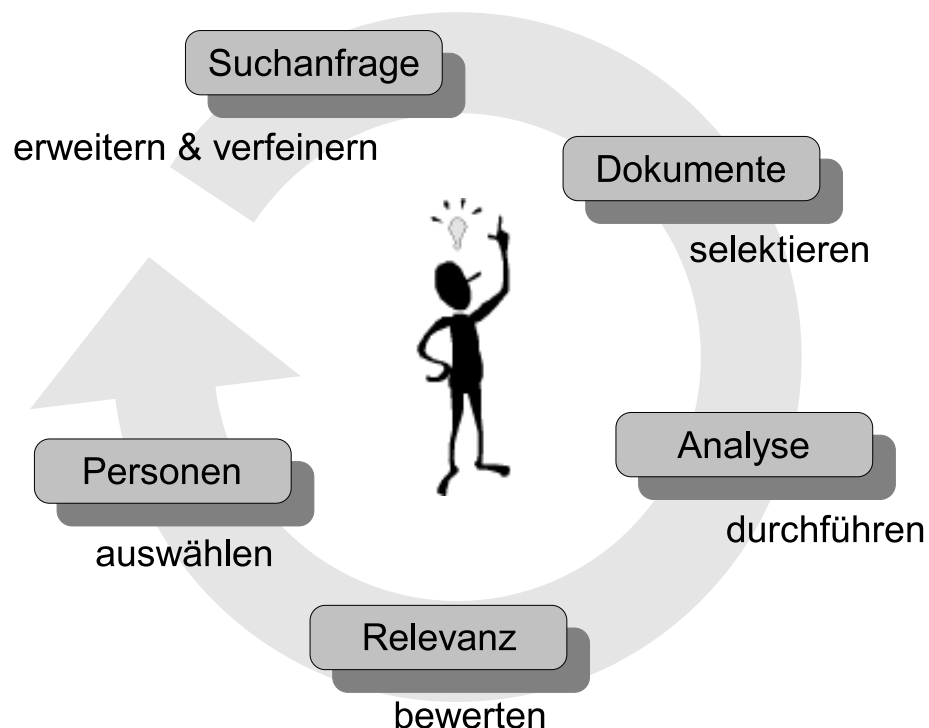 Suchanfrage
erweitern & verfeinern
Dokumente
selektieren
Analyse
durchführen
Relevanz
bewerten
Personen
auswählen